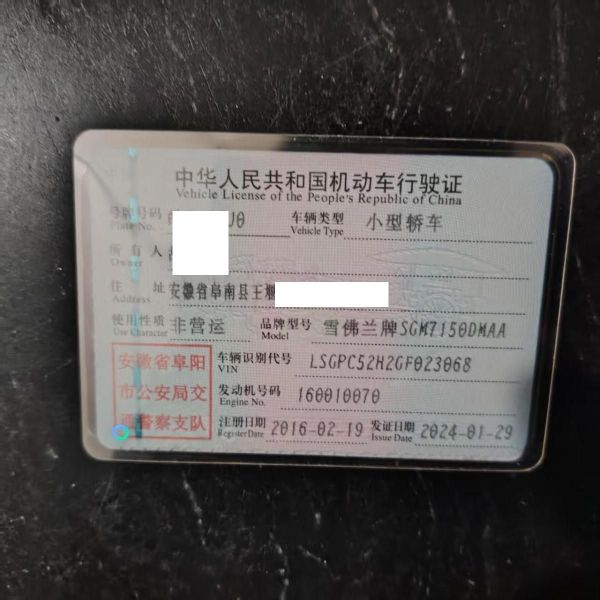 中华人民共和国机动车行驶证
Vehicle License of the People's Republic of China
号牌号码 J0 车辆类型 小型轿车
Plate No. Vehicle Type
所有人
Owner
住址 安徽省阜南县王堰
Address
使用性质 非营运 品牌型号 雪佛兰牌SGM7150DMAA
Use Character Model
安徽省阜阳
市公安局交
通警察支队
车辆识别代号 LSGPC52H2GF023068
VIN
发动机号码 160010070
Engine No.
注册日期 2016-02-19 发证日期 2024-01-29
Register Date Issue Date